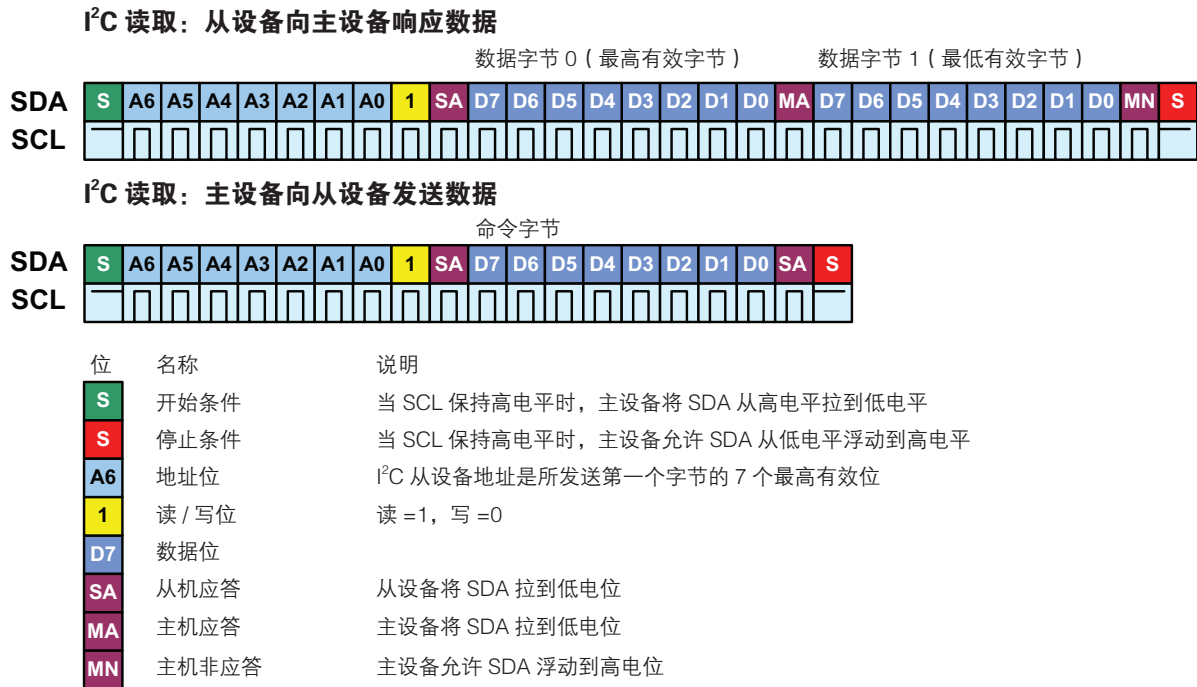 I²C 读取：从设备向主设备响应数据
数据字节 0（最高有效字节） 数据字节 1（最低有效字节）
SDA S A6 A5 A4 A3 A2 A1 A0 1 SA D7 D6 D5 D4 D3 D2 D1 D0 MA D7 D6 D5 D4 D3 D2 D1 D0 MN S
SCL
I²C 读取：主设备向从设备发送数据
命令字节
SDA S A6 A5 A4 A3 A2 A1 A0 1 SA D7 D6 D5 D4 D3 D2 D1 D0 SA S
SCL
位 名称 说明
S 开始条件 当 SCL 保持高电平时，主设备将 SDA 从高电平拉到低电平
S 停止条件 当 SCL 保持高电平时，主设备允许 SDA 从低电平浮动到高电平
A6 地址位 I²C 从设备地址是所发送第一个字节的 7 个最高有效位
1 读 / 写位 读 =1，写 =0
D7 数据位
SA 从机应答 从设备将 SDA 拉到低电位
MA 主机应答 主设备将 SDA 拉到低电位
MN 主机非应答 主设备允许 SDA 浮动到高电位